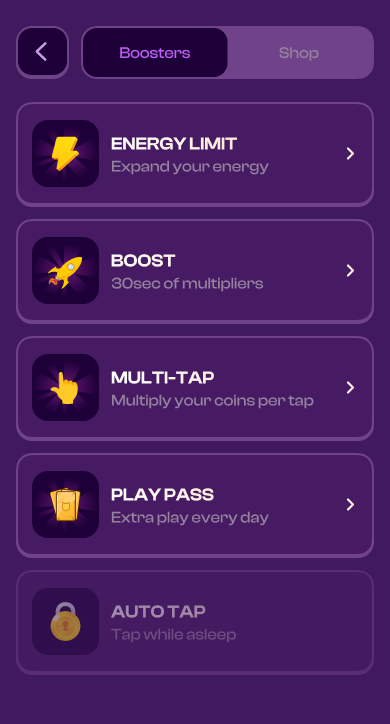 Boosters
Shop
ENERGY LIMIT
Expand your energy
BOOST
30sec of multipliers
MULTI-TAP
Multiply your coins per tap
PLAY PASS
Extra play every day
AUTO TAP
Tap while asleep